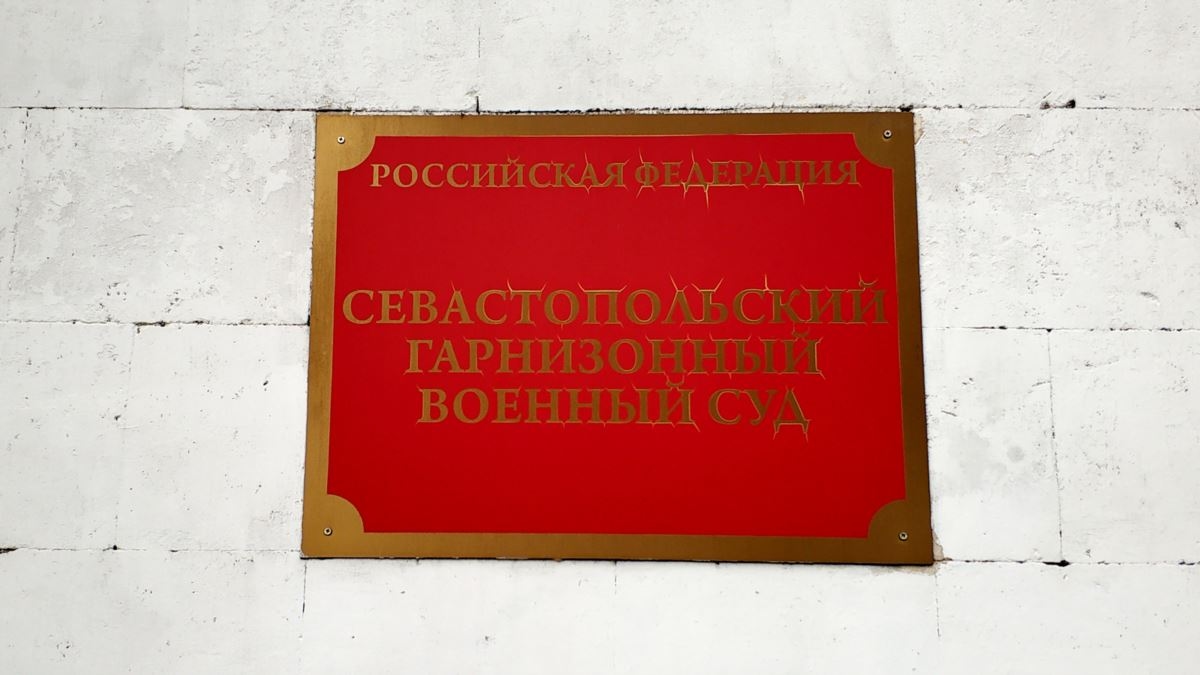 РОССИЙСКАЯ ФЕДЕРАЦИЯ
СЕВАСТОПОЛЬСКИЙ
ГАРНИЗОННЫЙ
ВОЕННЫЙ СУД